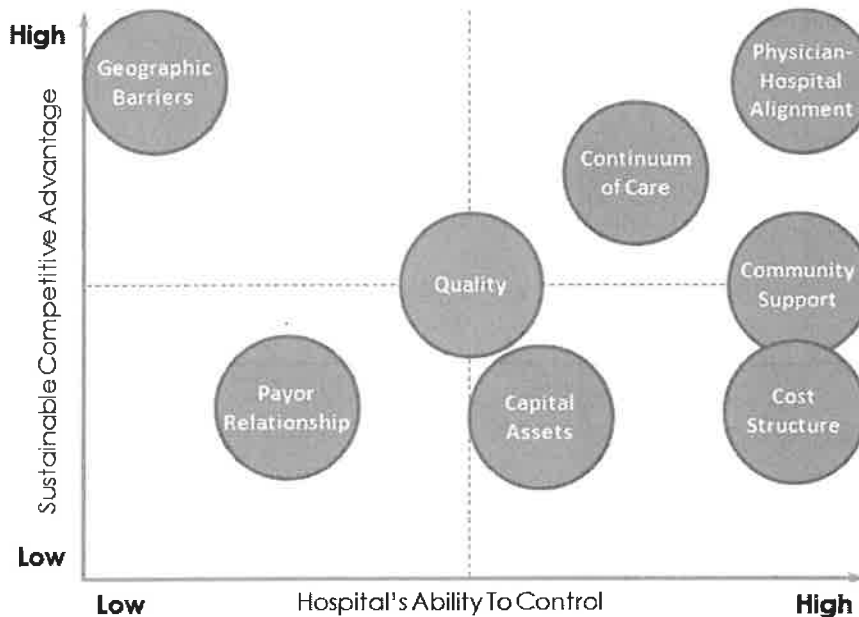 High
Sustainable Competitive Advantage
Low
Geographic
Barriers
Physician-
Hospital
Alignment
Continuum
of Care
Quality
Community
Support
Payor
Relationship
Capital
Assets
Cost
Structure
Low
Hospital's Ability To Control
High